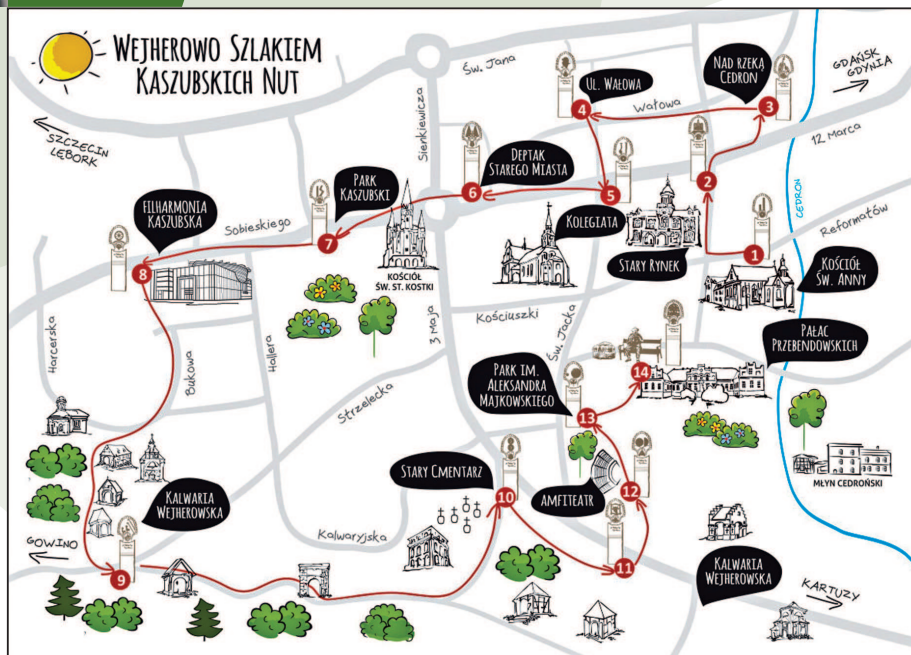 WEJHEROWO SZLAKIEM
KASZUBSKICH NUT
ŚW. JANA
SIENKIEWICZA
SZCZECIN
LĘBORK
UL. WAŁOWA
4
WAŁOWA
NAD RZEKĄ
CEDRON
3
GDAŃSK
GDYNIA
12 MARCA
2
DEPTAK
STAREGO MIASTA
6
5
PARK
KASZUBSKI
7
FILHARMONIA
KASZUBSKA
SOBIESKIEGO
8
KOŚCIÓŁ
ŚW. ST. KOSTKI
KOLEGIATA
STARY RYNEK
1
CEDRON
REFORMATÓW
KOŚCIÓŁ
ŚW. ANNY
KOŚCIUSZKI
3 MAJA
ŚW. JACKA
HARCERSKA
BUKOWA
HALLERA
STRZELECKA
PARK IM.
ALEKSANDRA
MAJKOWSKIEGO
13
14
PAŁAC
PRZEBENDOWSKICH
MŁYN CEDROŃSKI
STARY CMENTARZ
10
AMFITEATR
12
11
KALWARIA
WEJHEROWSKA
KALWARYJSKA
GOWINO
9
KALWARIA
WEJHEROWSKA
KARTUZY